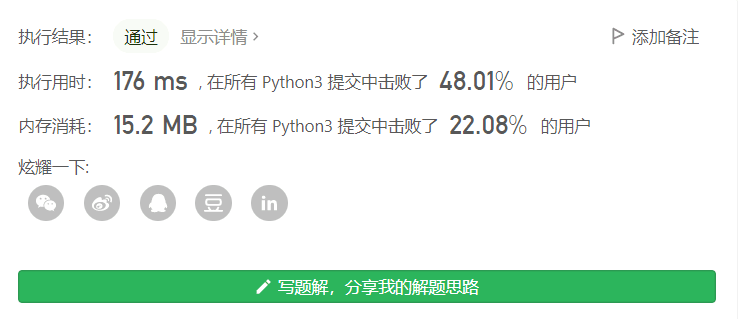 执行结果： 通过 显示详情 > 添加备注
执行用时： 176 ms , 在所有 Python3 提交中击败了 48.01% 的用户
内存消耗： 15.2 MB , 在所有 Python3 提交中击败了 22.08% 的用户
炫耀一下:
豆 in
写题解，分享我的解题思路